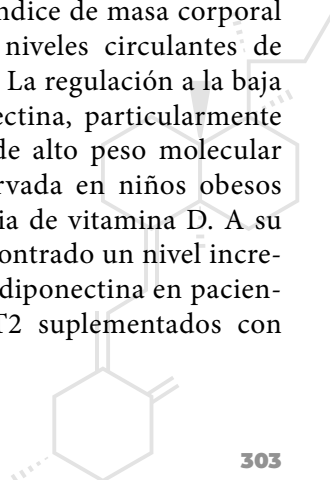 ndice de masa corporal
niveles circulantes de
La regulación a la baja
ectina, particularmente
de alto peso molecular
rvada en niños obesos
ia de vitamina D. A su
ontrado un nivel incre-
diponectina en pacien-
T2 suplementados con
303